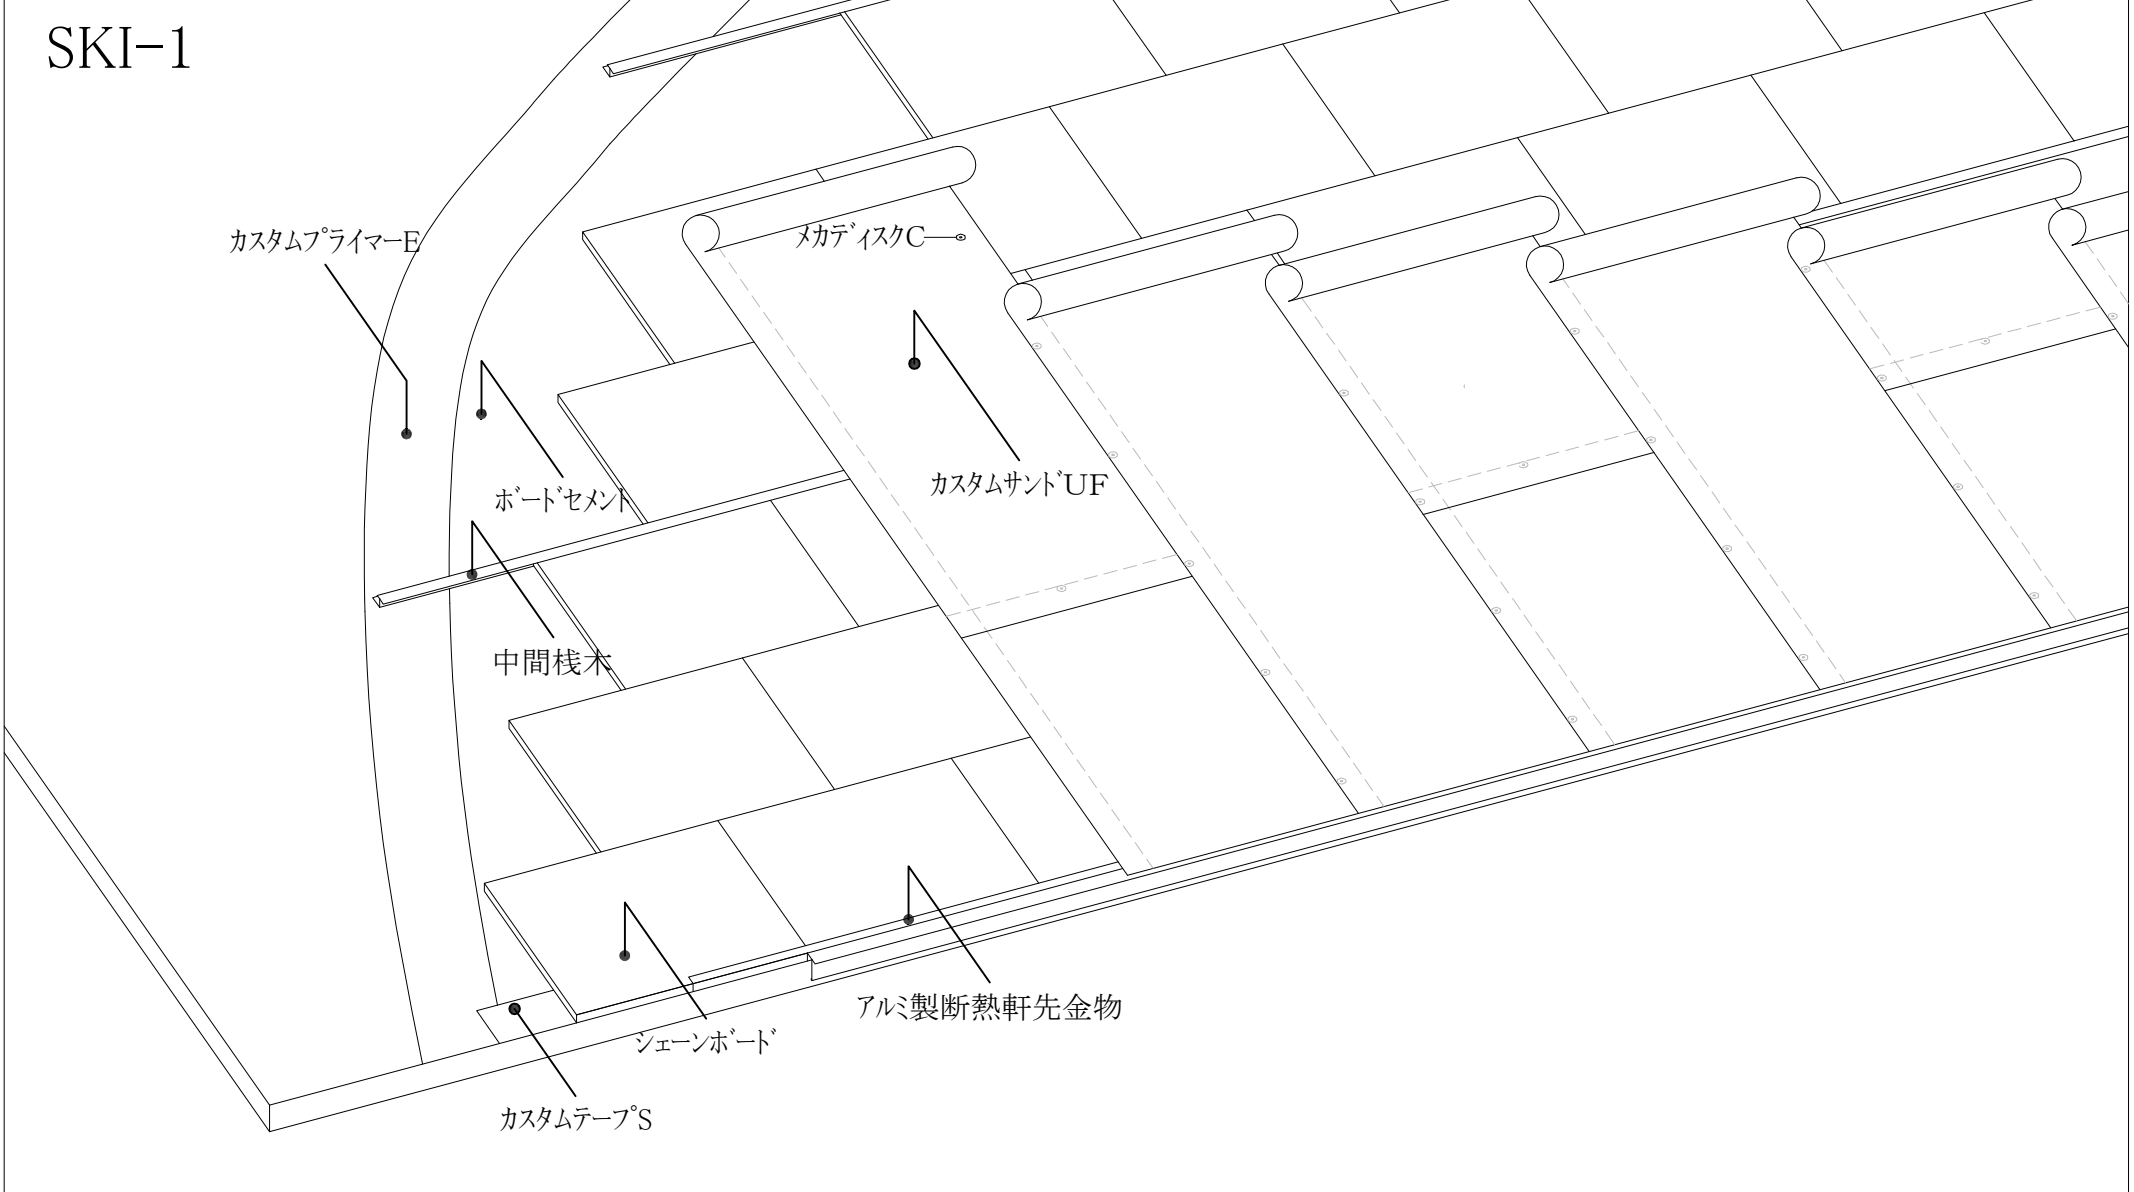 SKI-1
カスタムプライマーE
メカディスクC
カスタムサンドUF
ボードセメント
中間桟木
アルミ製断熱軒先金物
シェーンボード
カスタムテープS